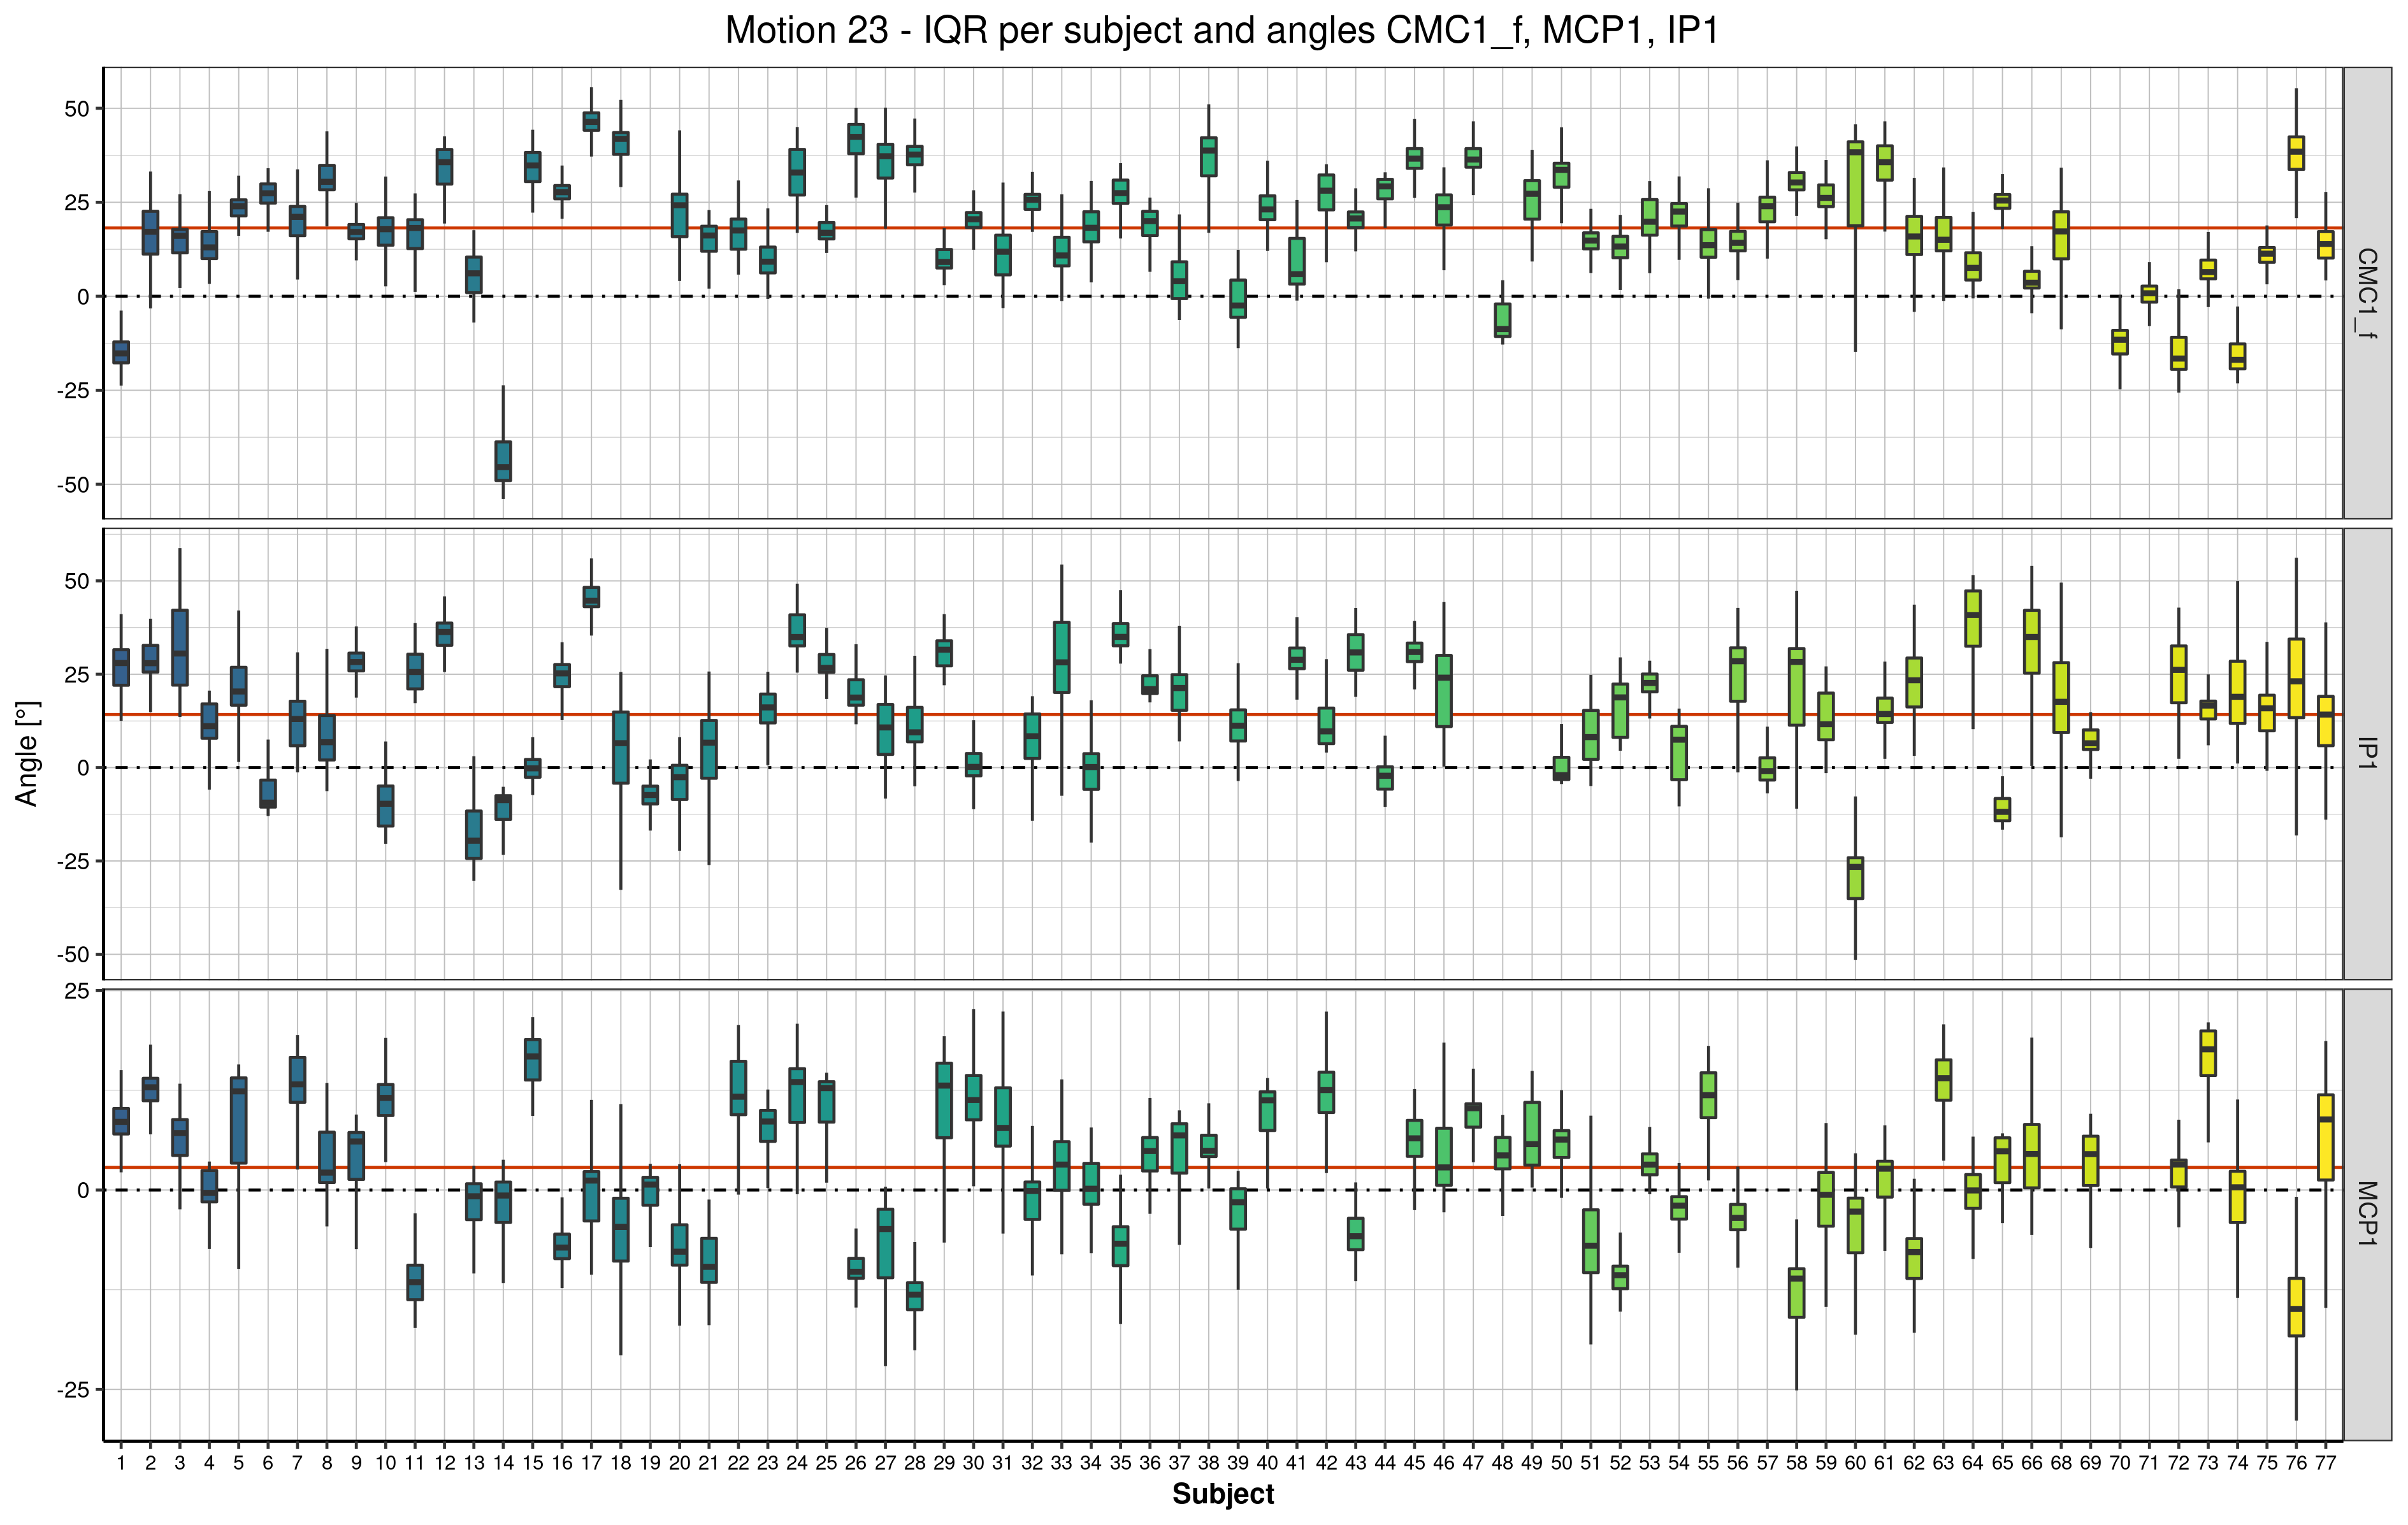 Motion 23 - IQR per subject and angles CMC1_f, MCP1, IP1
Angle [°]
50
25
0
-25
-50
CMC1_f
50
25
0
-25
-50
IP1
25
0
-25
MCP1
1 2 3 4 5 6 7 8 9 10 11 12 13 14 15 16 17 18 19 20 21 22 23 24 25 26 27 28 29 30 31 32 33 34 35 36 37 38 39 40 41 42 43 44 45 46 47 48 49 50 51 52 53 54 55 56 57 58 59 60 61 62 63 64 65 66 68 69 70 71 72 73 74 75 76 77
Subject